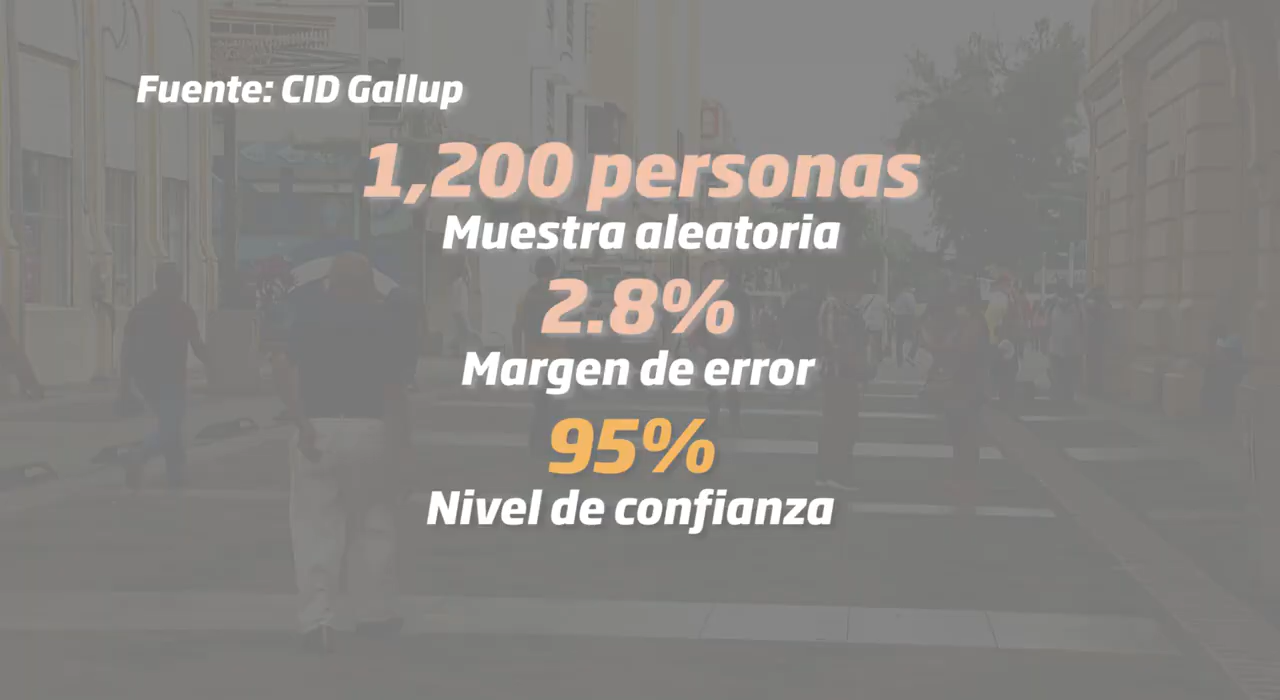 Fuente: CID Gallup
1,200 personas
Muestra aleatoria
2.8%
Margen de error
95%
Nivel de confianza